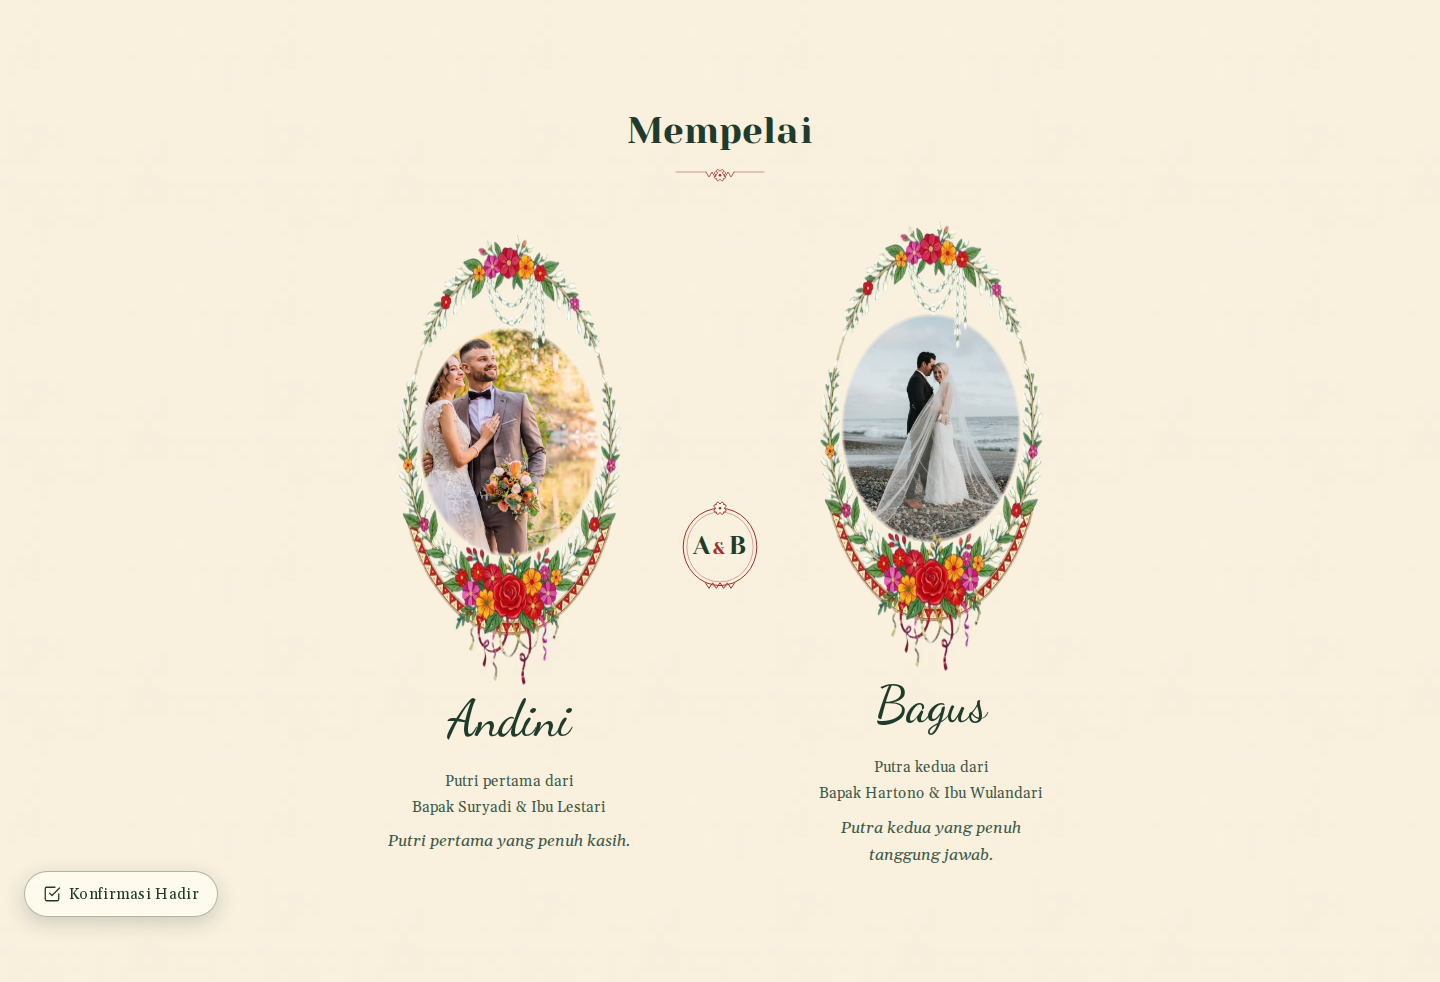 Mempelai
Andini
Putri pertama dari
Bapak Suryadi & Ibu Lestari
Putri pertama yang penuh kasih.
A & B
Bagus
Putra kedua dari
Bapak Hartono & Ibu Wulandari
Putra kedua yang penuh
tanggung jawab.
Konfirmasi Hadir